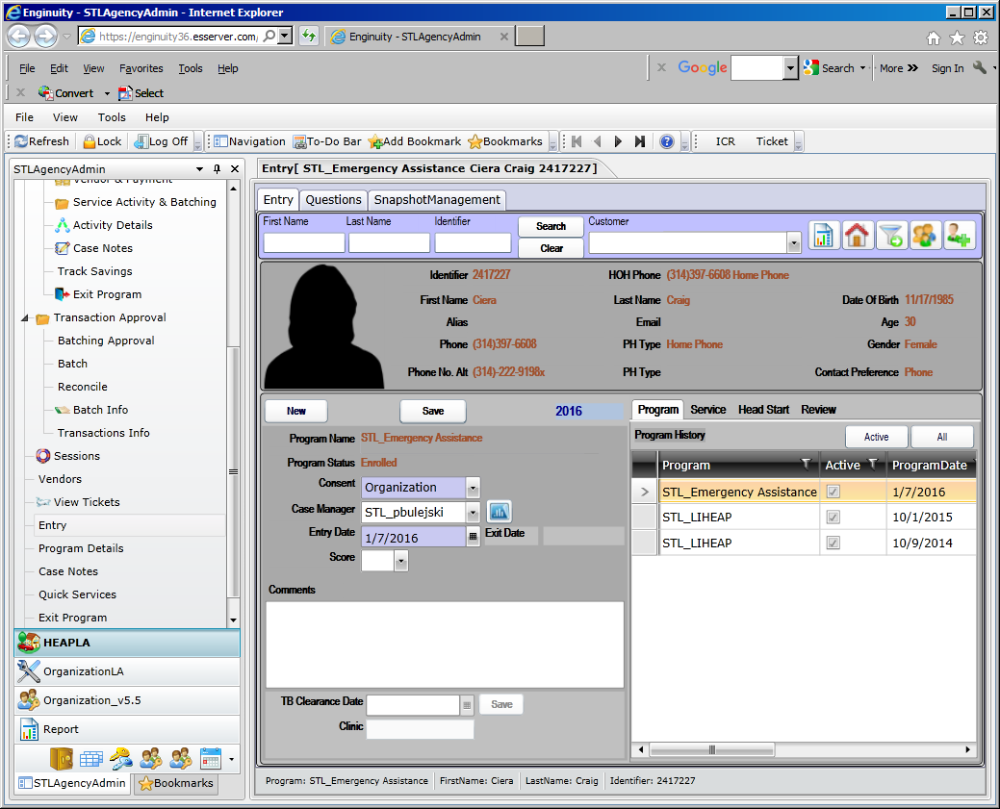 Enginuity - STLAgencyAdmin - Internet Explorer
https://enginuity36.esserver.com/
Enginuity - STLAgencyAdmin
File Edit View Favorites Tools Help
Google Search More Sign In
Convert Select
File View Tools Help
Refresh Lock Log Off Navigation To-Do Bar Add Bookmark Bookmarks ICR Ticket
STLAgencyAdmin
Vendor & Payment
Service Activity & Batching
Activity Details
Case Notes
Track Savings
Exit Program
Transaction Approval
Batching Approval
Batch
Reconcile
Batch Info
Transactions Info
Sessions
Vendors
View Tickets
Entry
Program Details
Case Notes
Quick Services
Exit Program
HEAPLA
OrganizationLA
Organization_v5.5
Report
STLAgencyAdmin Bookmarks
Entry[ STL_Emergency Assistance Ciera Craig 2417227]
Entry Questions SnapshotManagement
First Name Last Name Identifier Search Customer
Clear
Identifier 2417227 HOH Phone (314)397-6608 Home Phone
First Name Ciera Last Name Craig Date Of Birth 11/17/1985
Alias Email Age 30
Phone (314)397-6608 PH Type Home Phone Gender Female
Phone No. Alt (314)-222-9198x PH Type Contact Preference Phone
New Save 2016
Program Name STL_Emergency Assistance
Program Status Enrolled
Consent Organization
Case Manager STL_pbulejski
Entry Date 1/7/2016 Exit Date
Score
Comments
TB Clearance Date Save
Clinic
Program Service Head Start Review
Program History Active All
Program Active ProgramDate
STL_Emergency Assistance 1/7/2016
STL_LIHEAP 10/1/2015
STL_LIHEAP 10/9/2014
Program: STL_Emergency Assistance FirstName: Ciera LastName: Craig Identifier: 2417227